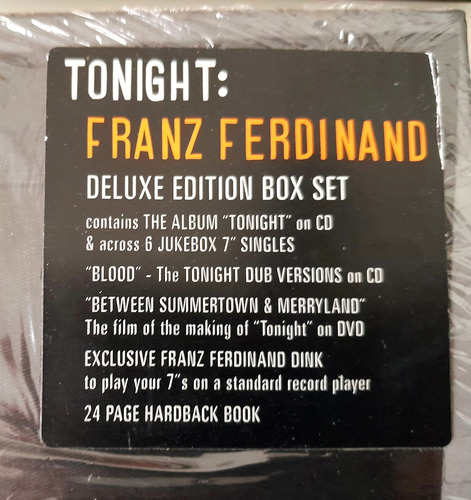 TONIGHT:
FRANZ FERDINAND
DELUXE EDITION BOX SET
contains THE ALBUM "TONIGHT" on CD
& across 6 JUKEBOX 7" SINGLES
"BLOOD" - The TONIGHT DUB VERSIONS on CD
"BETWEEN SUMMERTOWN & MERRYLAND"
The film of the making of "Tonight" on DVD
EXCLUSIVE FRANZ FERDINAND DINK
to play your 7"s on a standard record player
24 PAGE HARDBACK BOOK